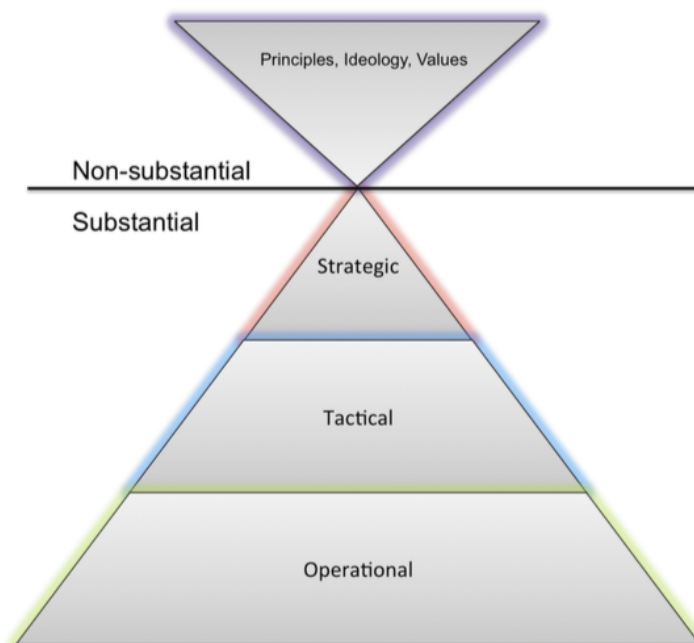 Principles, Ideology, Values
Non-substantial
Substantial
Strategic
Tactical
Operational